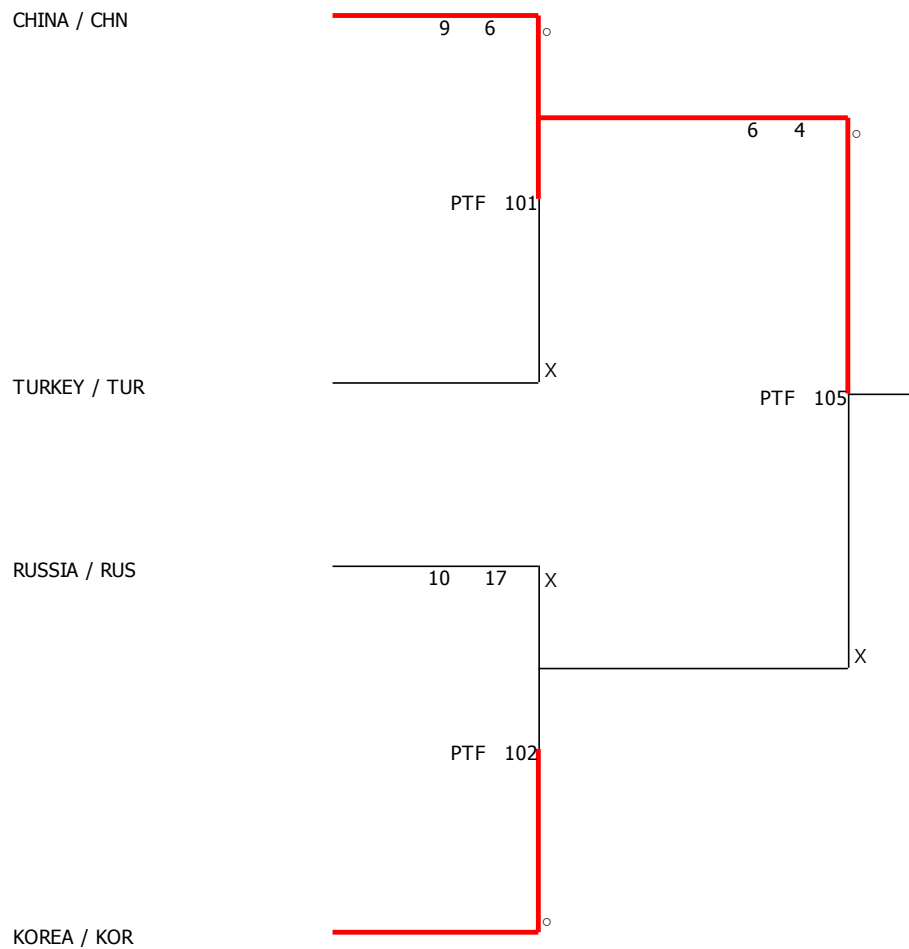 CHINA / CHN
9 6 ○
6 4 ○
PTF 101
X
TURKEY / TUR
PTF 105
RUSSIA / RUS
10 17 X
X
PTF 102
○
KOREA / KOR